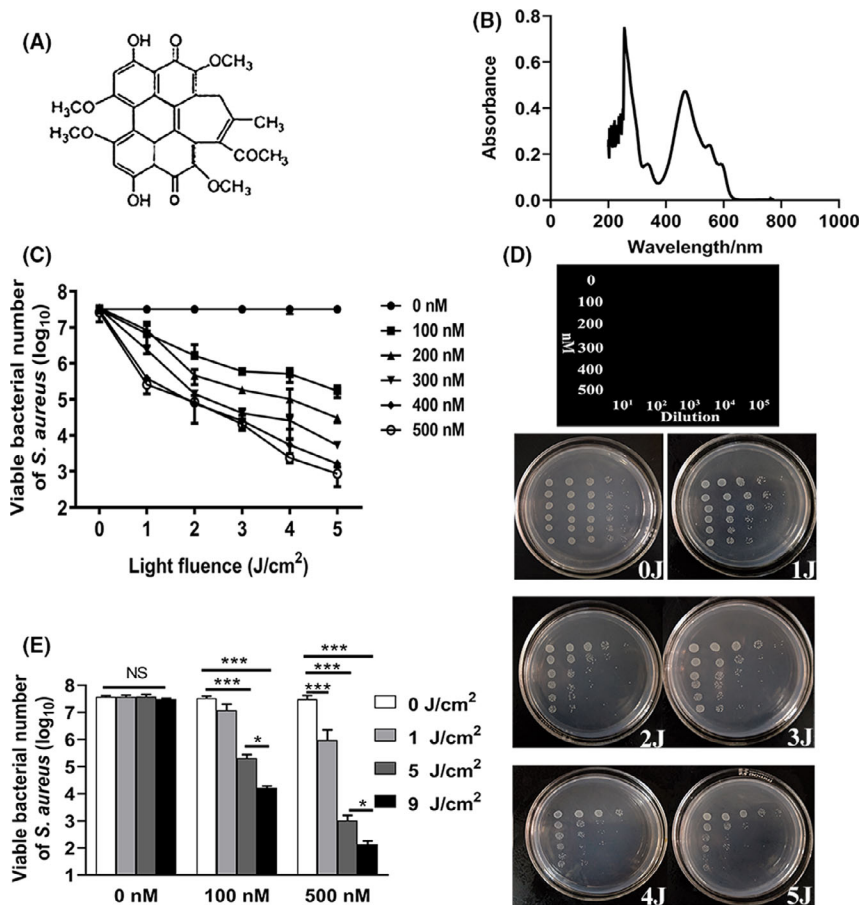 (A)
OH
O
OCH3
H3CO
H3CO
CH3
COCH3
OCH3
OH
O
(B)
Absorbance
0.8
0.6
0.4
0.2
0.0
0
200
400
600
800
1000
Wavelength/nm
(C)
Viable bacterial number
of S. aureus (log10)
8
7
6
5
4
3
2
0
1
2
3
4
5
Light fluence (J/cm2)
0 nM
100 nM
200 nM
300 nM
400 nM
500 nM
(D)
0
100
200
300
400
500
nM
10¹ 10² 10³ 10⁴ 10⁵
Dilution
0J
1J
2J
3J
4J
5J
(E)
Viable bacterial number
of S. aureus (log10)
8
7
6
5
4
3
2
1
NS
***
***
*
***
***
***
*
0 nM
100 nM
500 nM
0 J/cm2
1 J/cm2
5 J/cm2
9 J/cm2